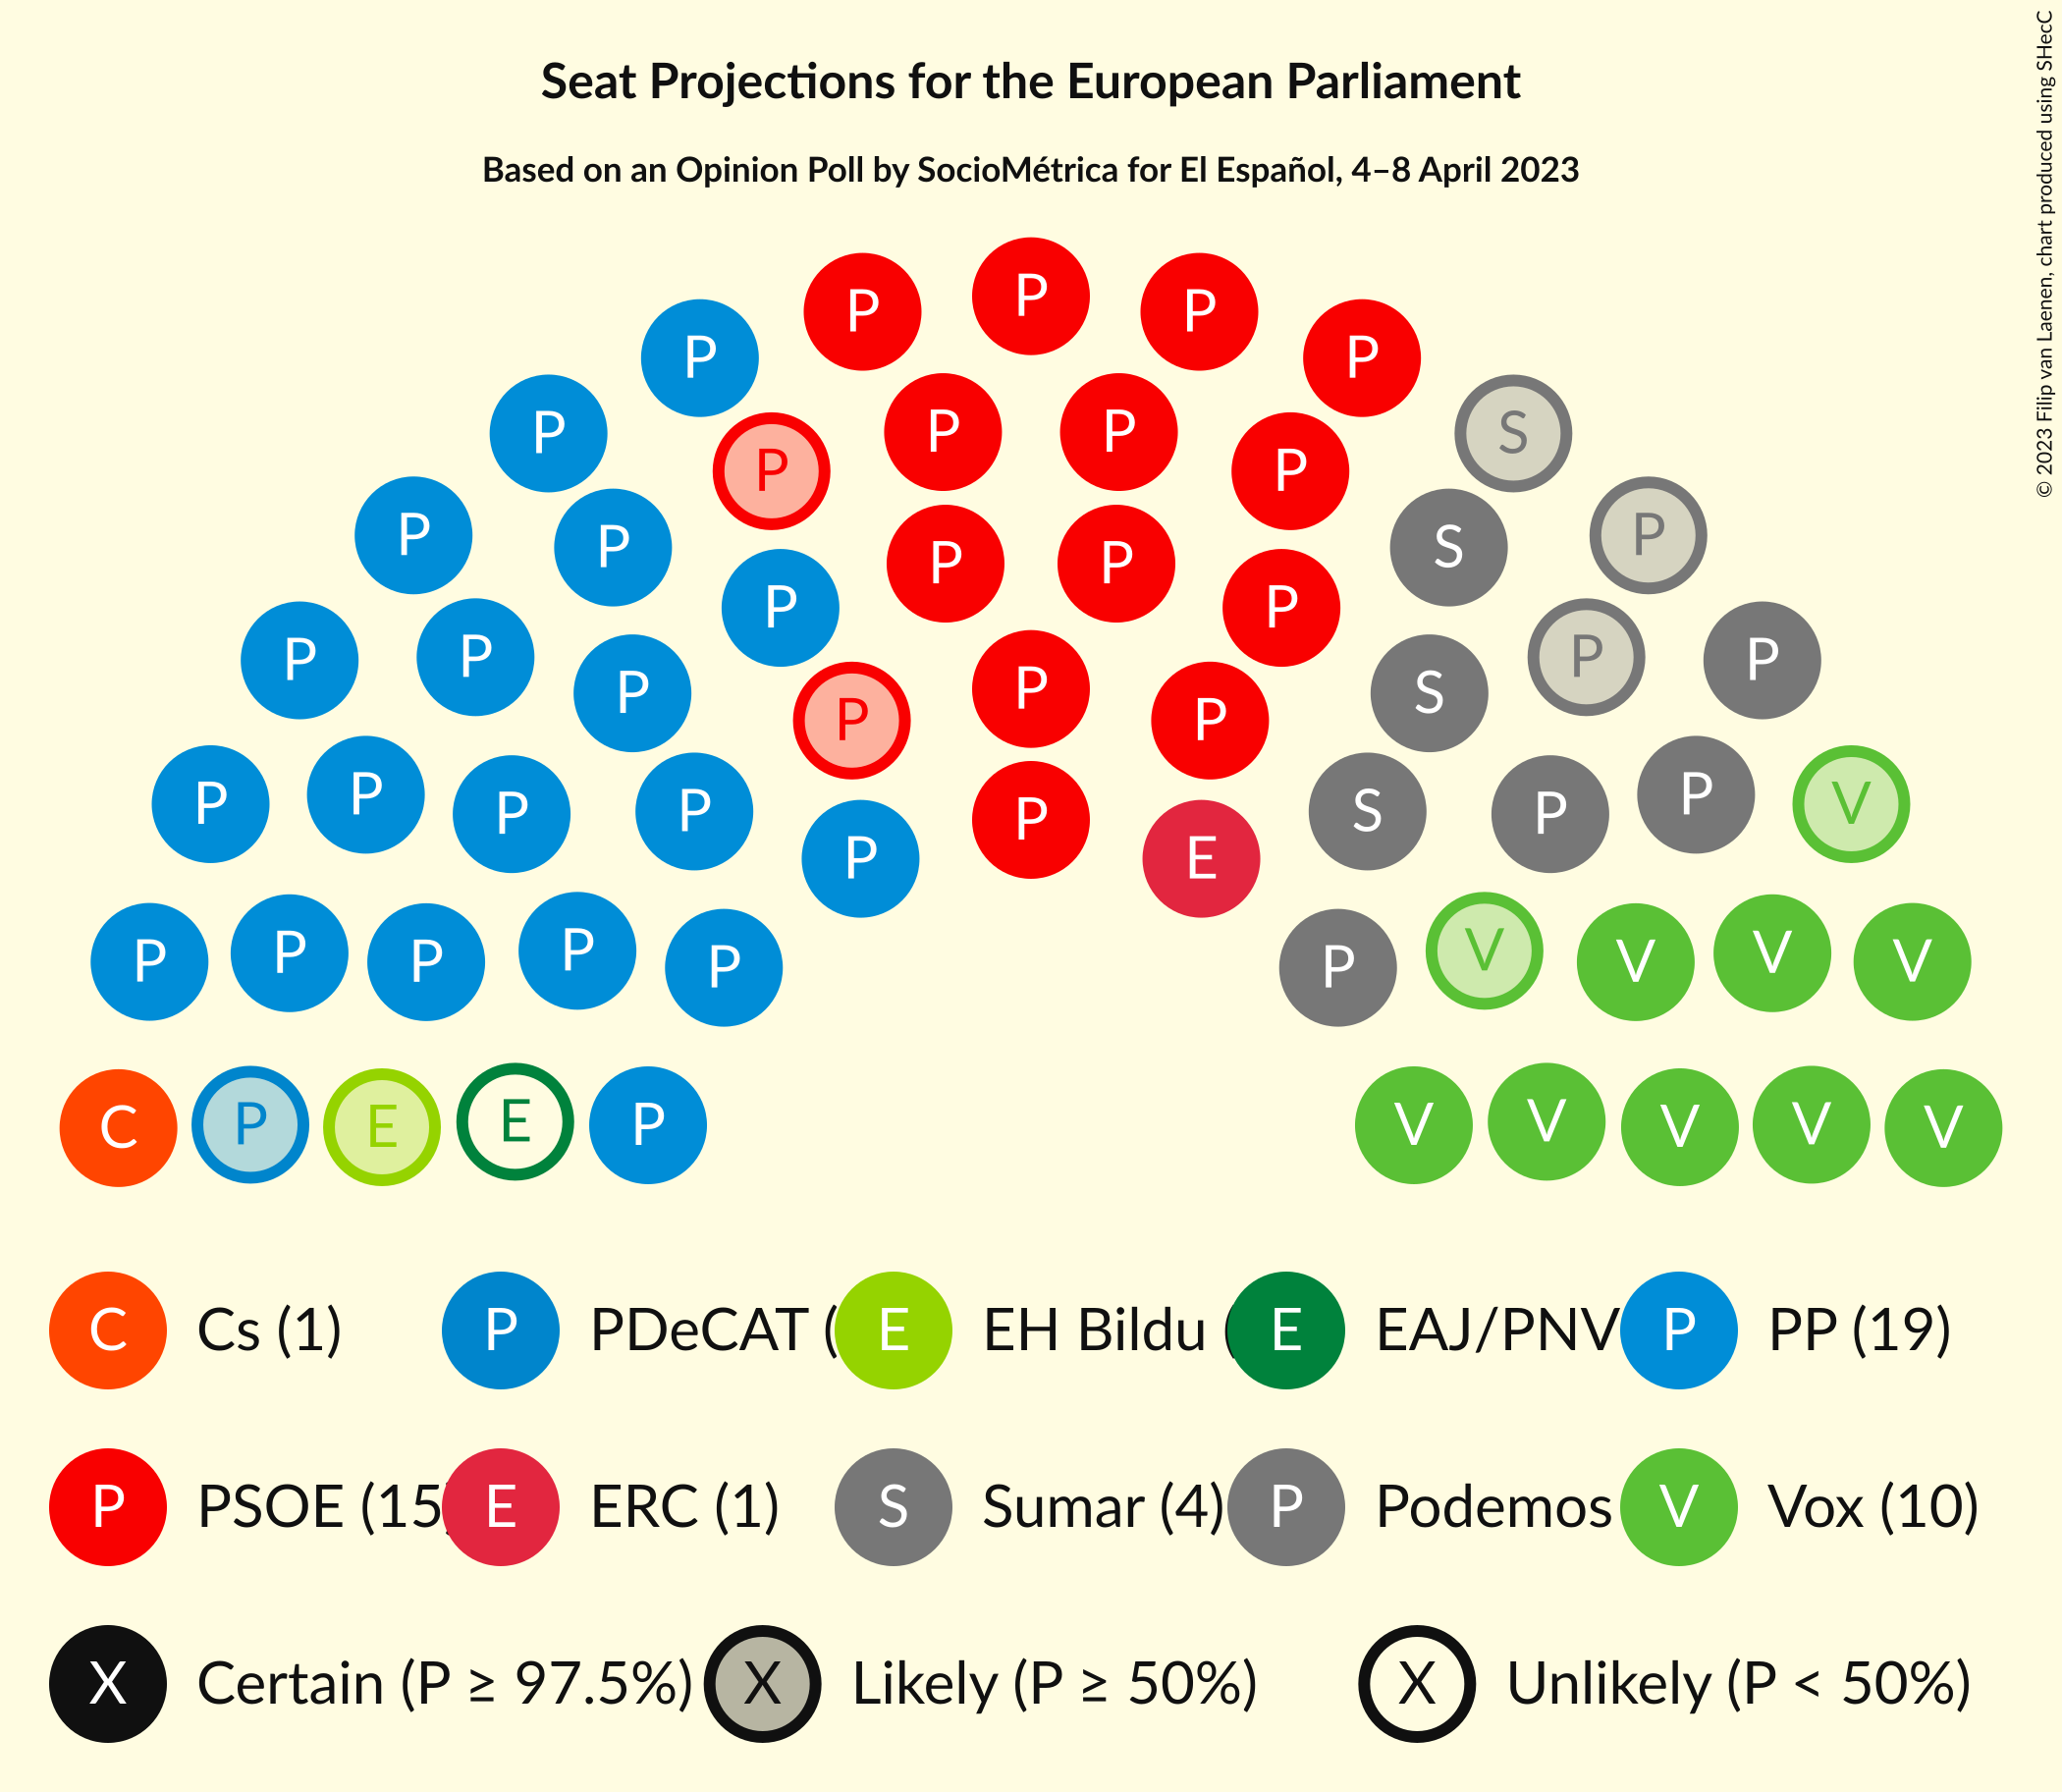 © 2023 Filip van Laenen, chart produced using SHecC
Seat Projections for the European Parliament
Based on an Opinion Poll by SocioMétrica for El Español, 4–8 April 2023
P P P
P P
P P P S
P P
P P P P S P
P P
P P P P S P P
P P
P P P P P S P P V
P E
P P P P P P V V V V
C P E E P V V V V V
C Cs (1) P PDeCAT ( E EH Bildu ( E EAJ/PNV P PP (19)
P PSOE (15 E ERC (1) S Sumar (4) P Podemos V Vox (10)
X Certain (P ≥ 97.5%) X Likely (P ≥ 50%) X Unlikely (P < 50%)